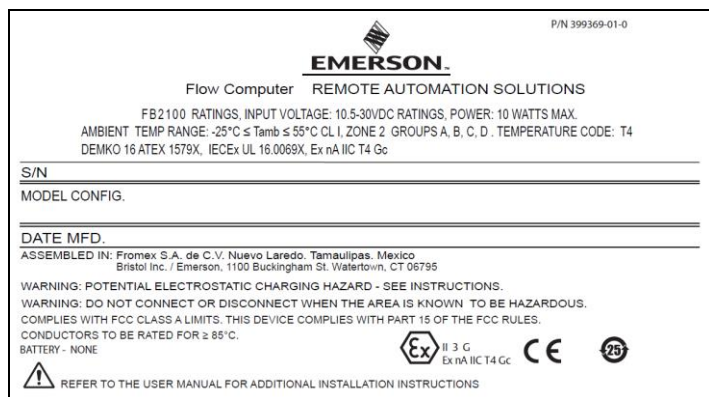 P/N 399369-01-0
EMERSON™
Flow Computer REMOTE AUTOMATION SOLUTIONS
FB2100 RATINGS, INPUT VOLTAGE: 10.5-30VDC RATINGS, POWER: 10 WATTS MAX.
AMBIENT TEMP RANGE: -25°C ≤ Tamb ≤ 55°C CL I, ZONE 2 GROUPS A, B, C, D . TEMPERATURE CODE: T4
DEMKO 16 ATEX 1579X, IECEx UL 16.0069X, Ex nA IIC T4 Gc
S/N
MODEL CONFIG.
DATE MFD.
ASSEMBLED IN: Fromex S.A. de C.V. Nuevo Laredo. Tamaulipas. Mexico
Bristol Inc. / Emerson, 1100 Buckingham St. Watertown, CT 06795
WARNING: POTENTIAL ELECTROSTATIC CHARGING HAZARD - SEE INSTRUCTIONS.
WARNING: DO NOT CONNECT OR DISCONNECT WHEN THE AREA IS KNOWN TO BE HAZARDOUS.
COMPLIES WITH FCC CLASS A LIMITS. THIS DEVICE COMPLIES WITH PART 15 OF THE FCC RULES.
CONDUCTORS TO BE RATED FOR ≥ 85°C.
BATTERY - NONE
Ex II 3 G
Ex nA IIC T4 Gc
CE
25
REFER TO THE USER MANUAL FOR ADDITIONAL INSTALLATION INSTRUCTIONS